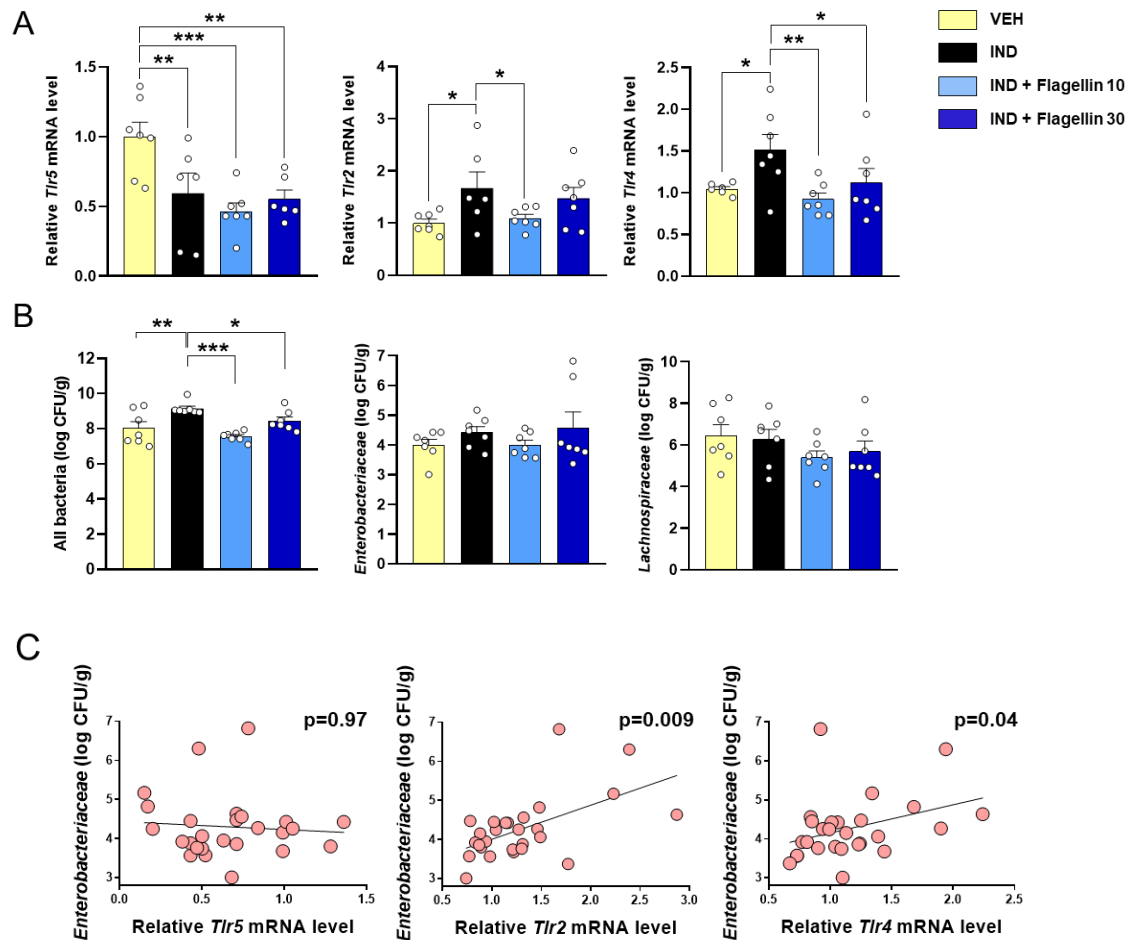 A
VEH
IND
IND + Flagellin 10
IND + Flagellin 30
Relative Tlr5 mRNA level
1.5
1.0
0.5
0.0
**
***
**
Relative Tlr2 mRNA level
4
3
2
1
0
*
*
Relative Tlr4 mRNA level
2.5
2.0
1.5
1.0
0.5
0.0
*
**
*
B
All bacteria (log CFU/g)
12
10
8
6
4
2
0
**
*
***
Enterobacteriaceae (log CFU/g)
7
6
5
4
3
2
1
0
Lachnospiraceae (log CFU/g)
10
8
6
4
2
0
C
Enterobacteriaceae (log CFU/g)
p=0.97
7
6
5
4
3
0.0 0.5 1.0 1.5
Relative Tlr5 mRNA level
Enterobacteriaceae (log CFU/g)
p=0.009
7
6
5
4
3
0.5 1.0 1.5 2.0 2.5 3.0
Relative Tlr2 mRNA level
Enterobacteriaceae (log CFU/g)
p=0.04
7
6
5
4
3
0.5 1.0 1.5 2.0 2.5
Relative Tlr4 mRNA level